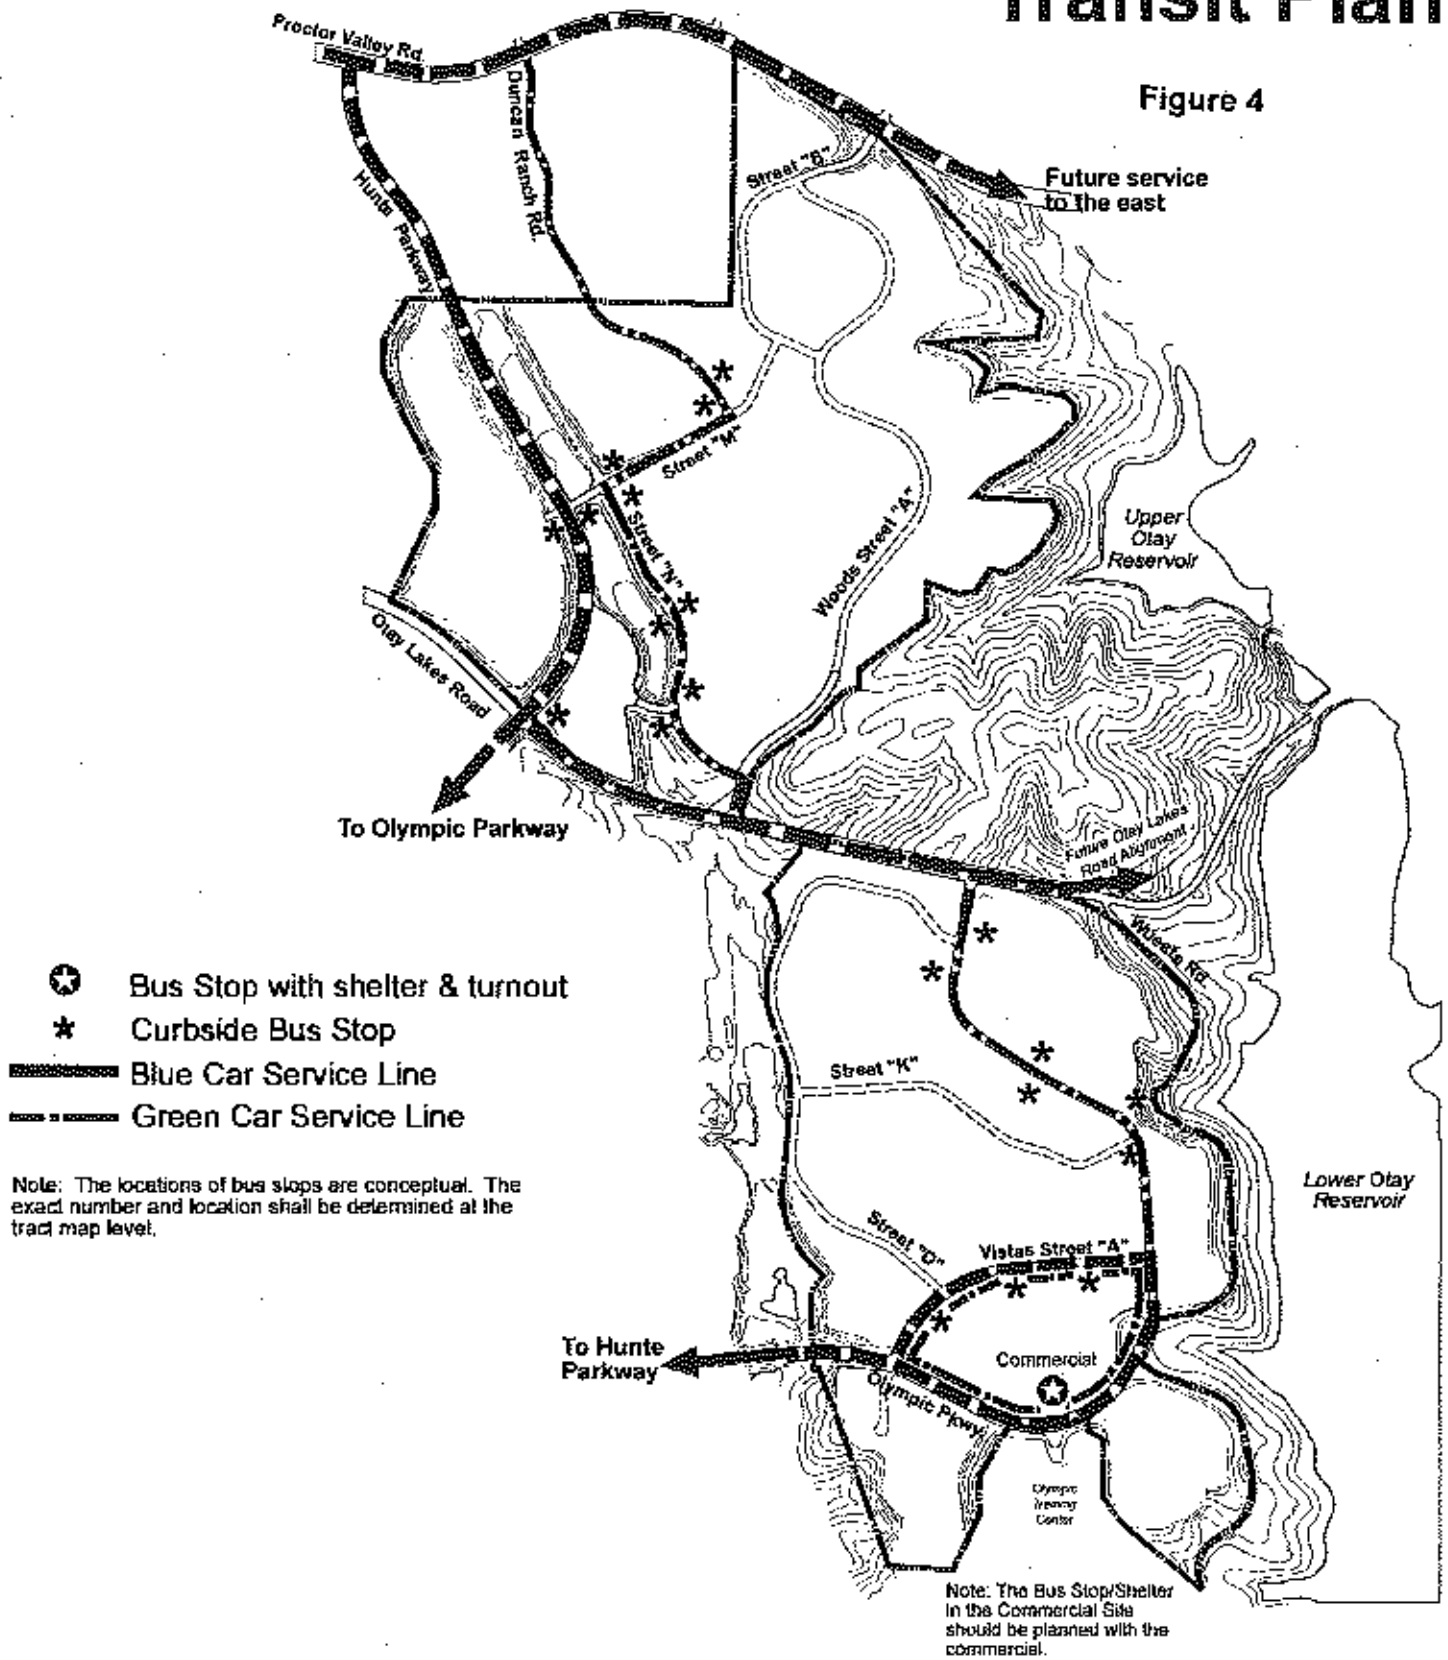 Transit Plan
Figure 4
Proctor Valley Rd.
Duncan Ranch Rd.
Hunte Parkway
Street "B"
Future service
to the east
Street "M"
Street "N"
Woods Street "A"
Upper
Otay
Reservoir
Otay Lakes Road
To Olympic Parkway
Future Otay Lakes
Road Alignment
Wueste Rd.
Bus Stop with shelter & turnout
Curbside Bus Stop
Blue Car Service Line
Green Car Service Line
Note: The locations of bus stops are conceptual. The
exact number and location shall be determined at the
tract map level.
Street "K"
Lower Otay
Reservoir
Street "O"
Vistas Street "A"
To Hunte
Parkway
Commercial
Olympic Pkwy.
Olympic
Training
Center
Note: The Bus Stop/Shelter
in the Commercial Site
should be planned with the
commercial.